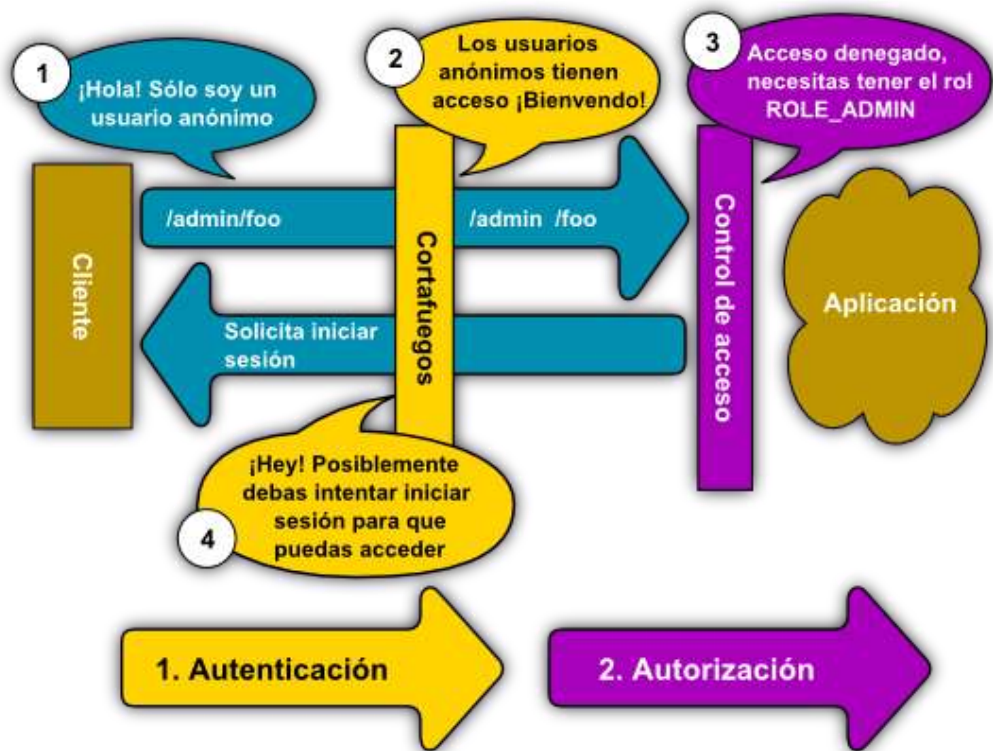 1
¡Hola! Sólo soy un
usuario anónimo
2
Los usuarios
anónimos tienen
acceso ¡Bienvendo!
3
Acceso denegado,
necesitas tener el rol
ROLE_ADMIN
Cliente
/admin/foo
Cortafuegos
/admin /foo
Control de acceso
Aplicación
Solicita iniciar
sesión
¡Hey! Posiblemente
debas intentar iniciar
sesión para que
puedas acceder
4
1. Autenticación
2. Autorización